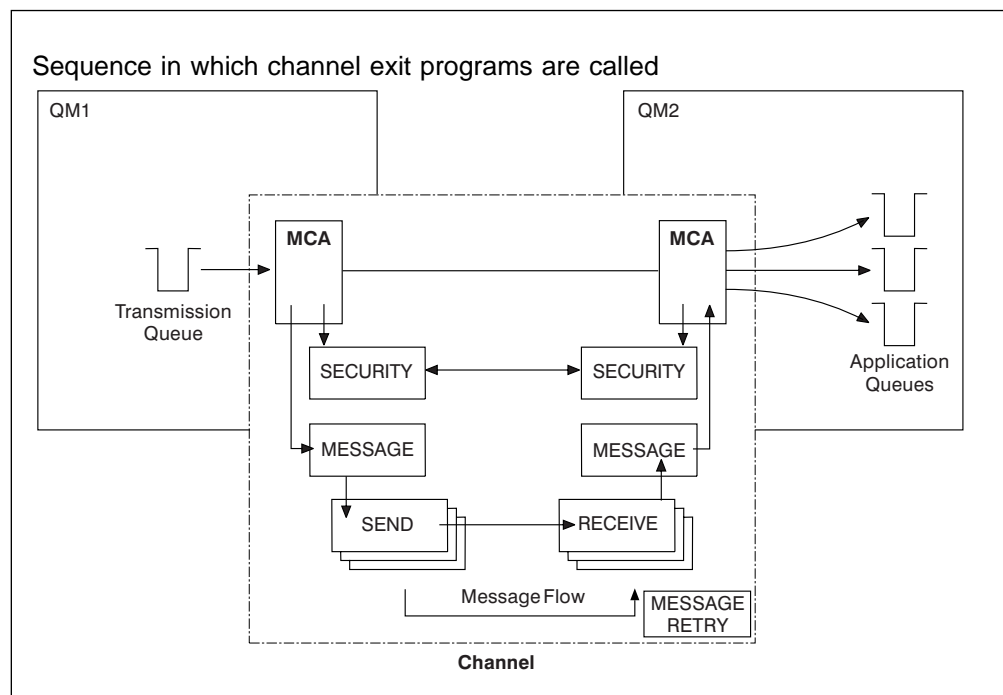 Sequence in which channel exit programs are called
QM1
QM2
MCA
MCA
Transmission
Queue
Application
Queues
SECURITY
SECURITY
MESSAGE
MESSAGE
SEND
RECEIVE
Message Flow
MESSAGE
RETRY
Channel